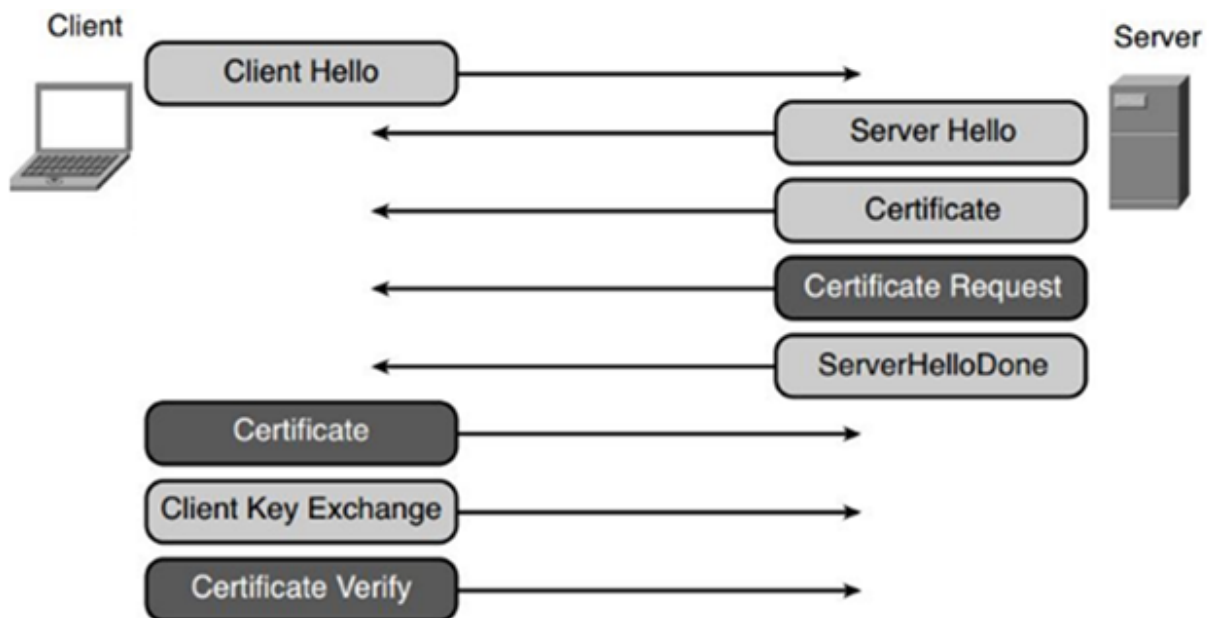 Client
Server
Client Hello
Server Hello
Certificate
Certificate Request
ServerHelloDone
Certificate
Client Key Exchange
Certificate Verify